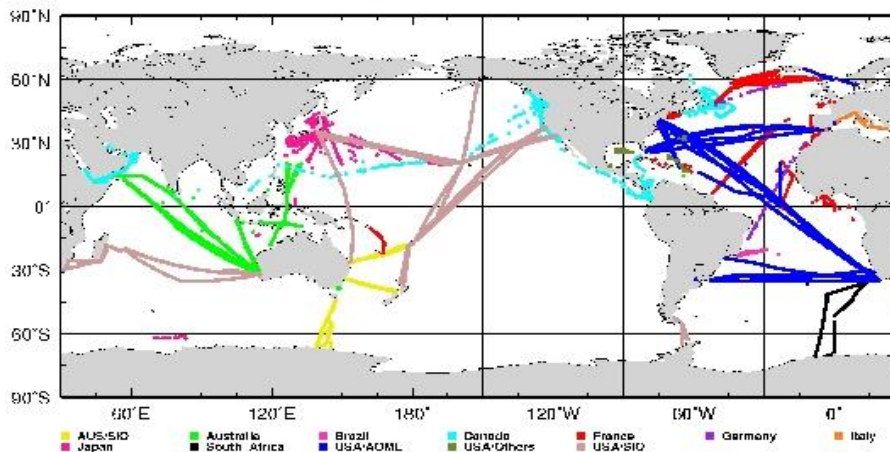 90°N
60°N
30°N
0°
30°S
60°S
90°S
60°E 120°E 180° 120°W 60°W 0°
AUS/SIO Australia Brazil Canada France Germany Italy
Japan South Africa USA/AOML USA/Others USA/SIO